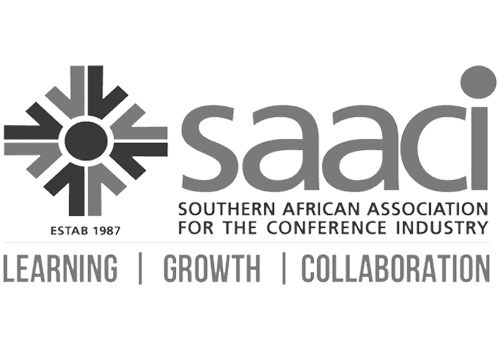 saaci
SOUTHERN AFRICAN ASSOCIATION
FOR THE CONFERENCE INDUSTRY
ESTAB 1987
LEARNING | GROWTH | COLLABORATION